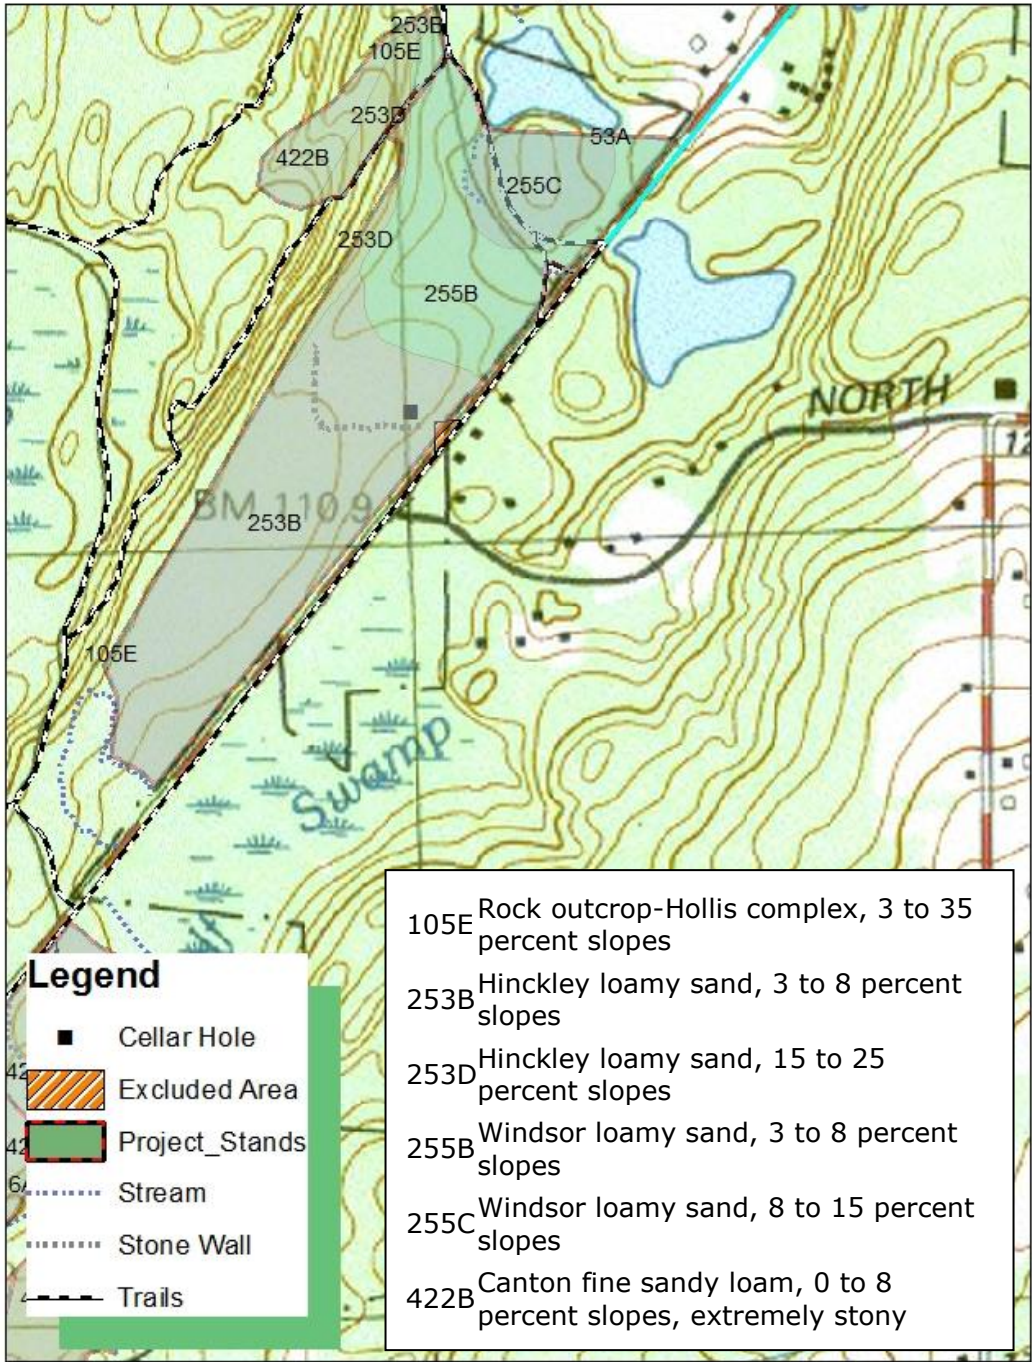 253B
105E
253D
422B
53A
255C
253D
255B
NORTH
BM 110.9
253B
105E
Swamp
105E Rock outcrop-Hollis complex, 3 to 35
percent slopes
253B Hinckley loamy sand, 3 to 8 percent
slopes
253D Hinckley loamy sand, 15 to 25
percent slopes
255B Windsor loamy sand, 3 to 8 percent
slopes
255C Windsor loamy sand, 8 to 15 percent
slopes
422B Canton fine sandy loam, 0 to 8
percent slopes, extremely stony
Legend
Cellar Hole
Excluded Area
Project_Stands
Stream
Stone Wall
Trails